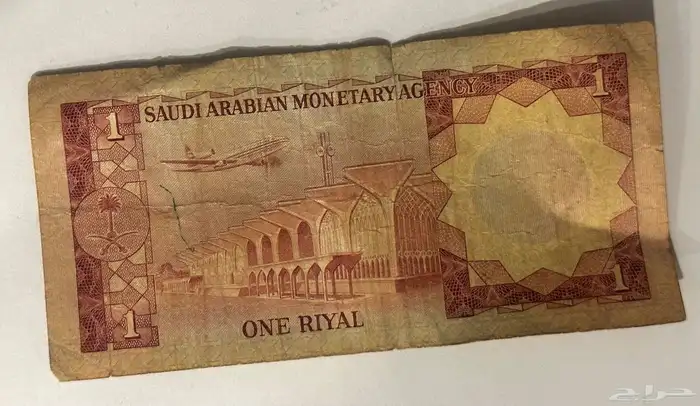 1 1
SAUDI ARABIAN MONETARY AGENCY
1 1
ONE RIYAL
حراج